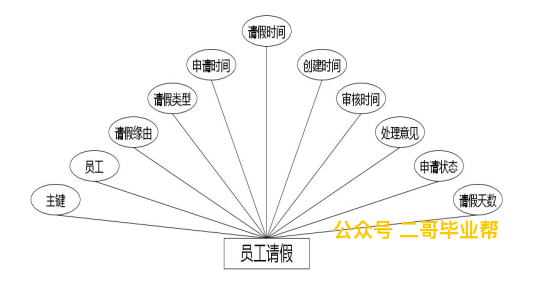 请假时间
申请时间
创建时间
请假类型
审核时间
请假缘由
处理意见
员工
申请状态
主键
请假天数
公众号 二哥毕业帮
员工请假